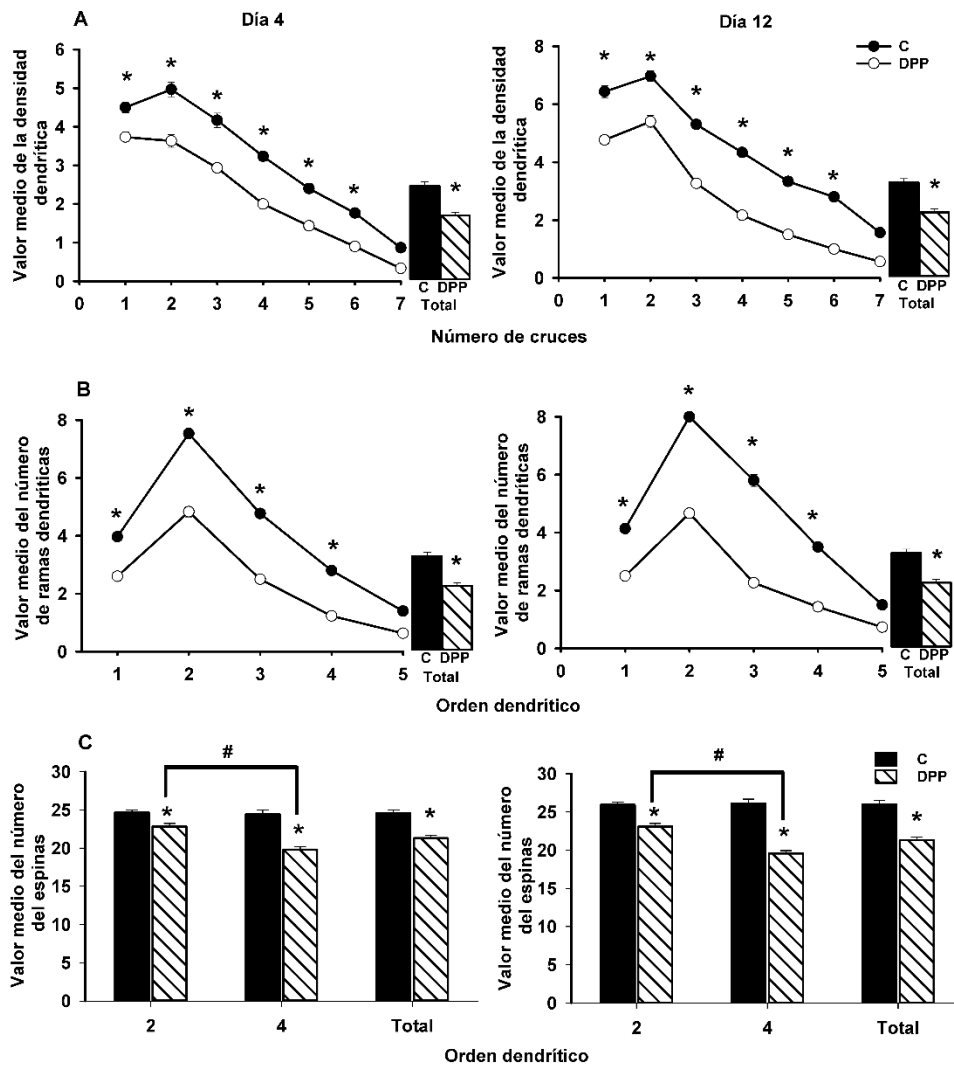 A
Día 4
Día 12
Valor medio de la densidad
dendrítica
6
5
4
3
2
1
0
*
*
*
*
*
*
*
0 1 2 3 4 5 6 7 C DPP
Total
Valor medio de la densidad
dendrítica
8
6
4
2
0
*
*
*
*
*
*
*
C
DPP
0 1 2 3 4 5 6 7 C DPP
Total
Número de cruces
B
Valor medio del número
de ramas dendríticas
8
6
4
2
0
*
*
*
*
*
1 2 3 4 5 C DPP
Total
Valor medio del número
de ramas dendríticas
8
6
4
2
0
*
*
*
*
*
0 1 2 3 4 5 C DPP
Total
Orden dendrítico
C
Valor medio del número
del espinas
30
25
20
15
10
5
0
#
*
*
*
2 4 Total
Valor medio del número
del espinas
30
25
20
15
10
5
0
#
*
*
*
C
DPP
2 4 Total
Orden dendrítico